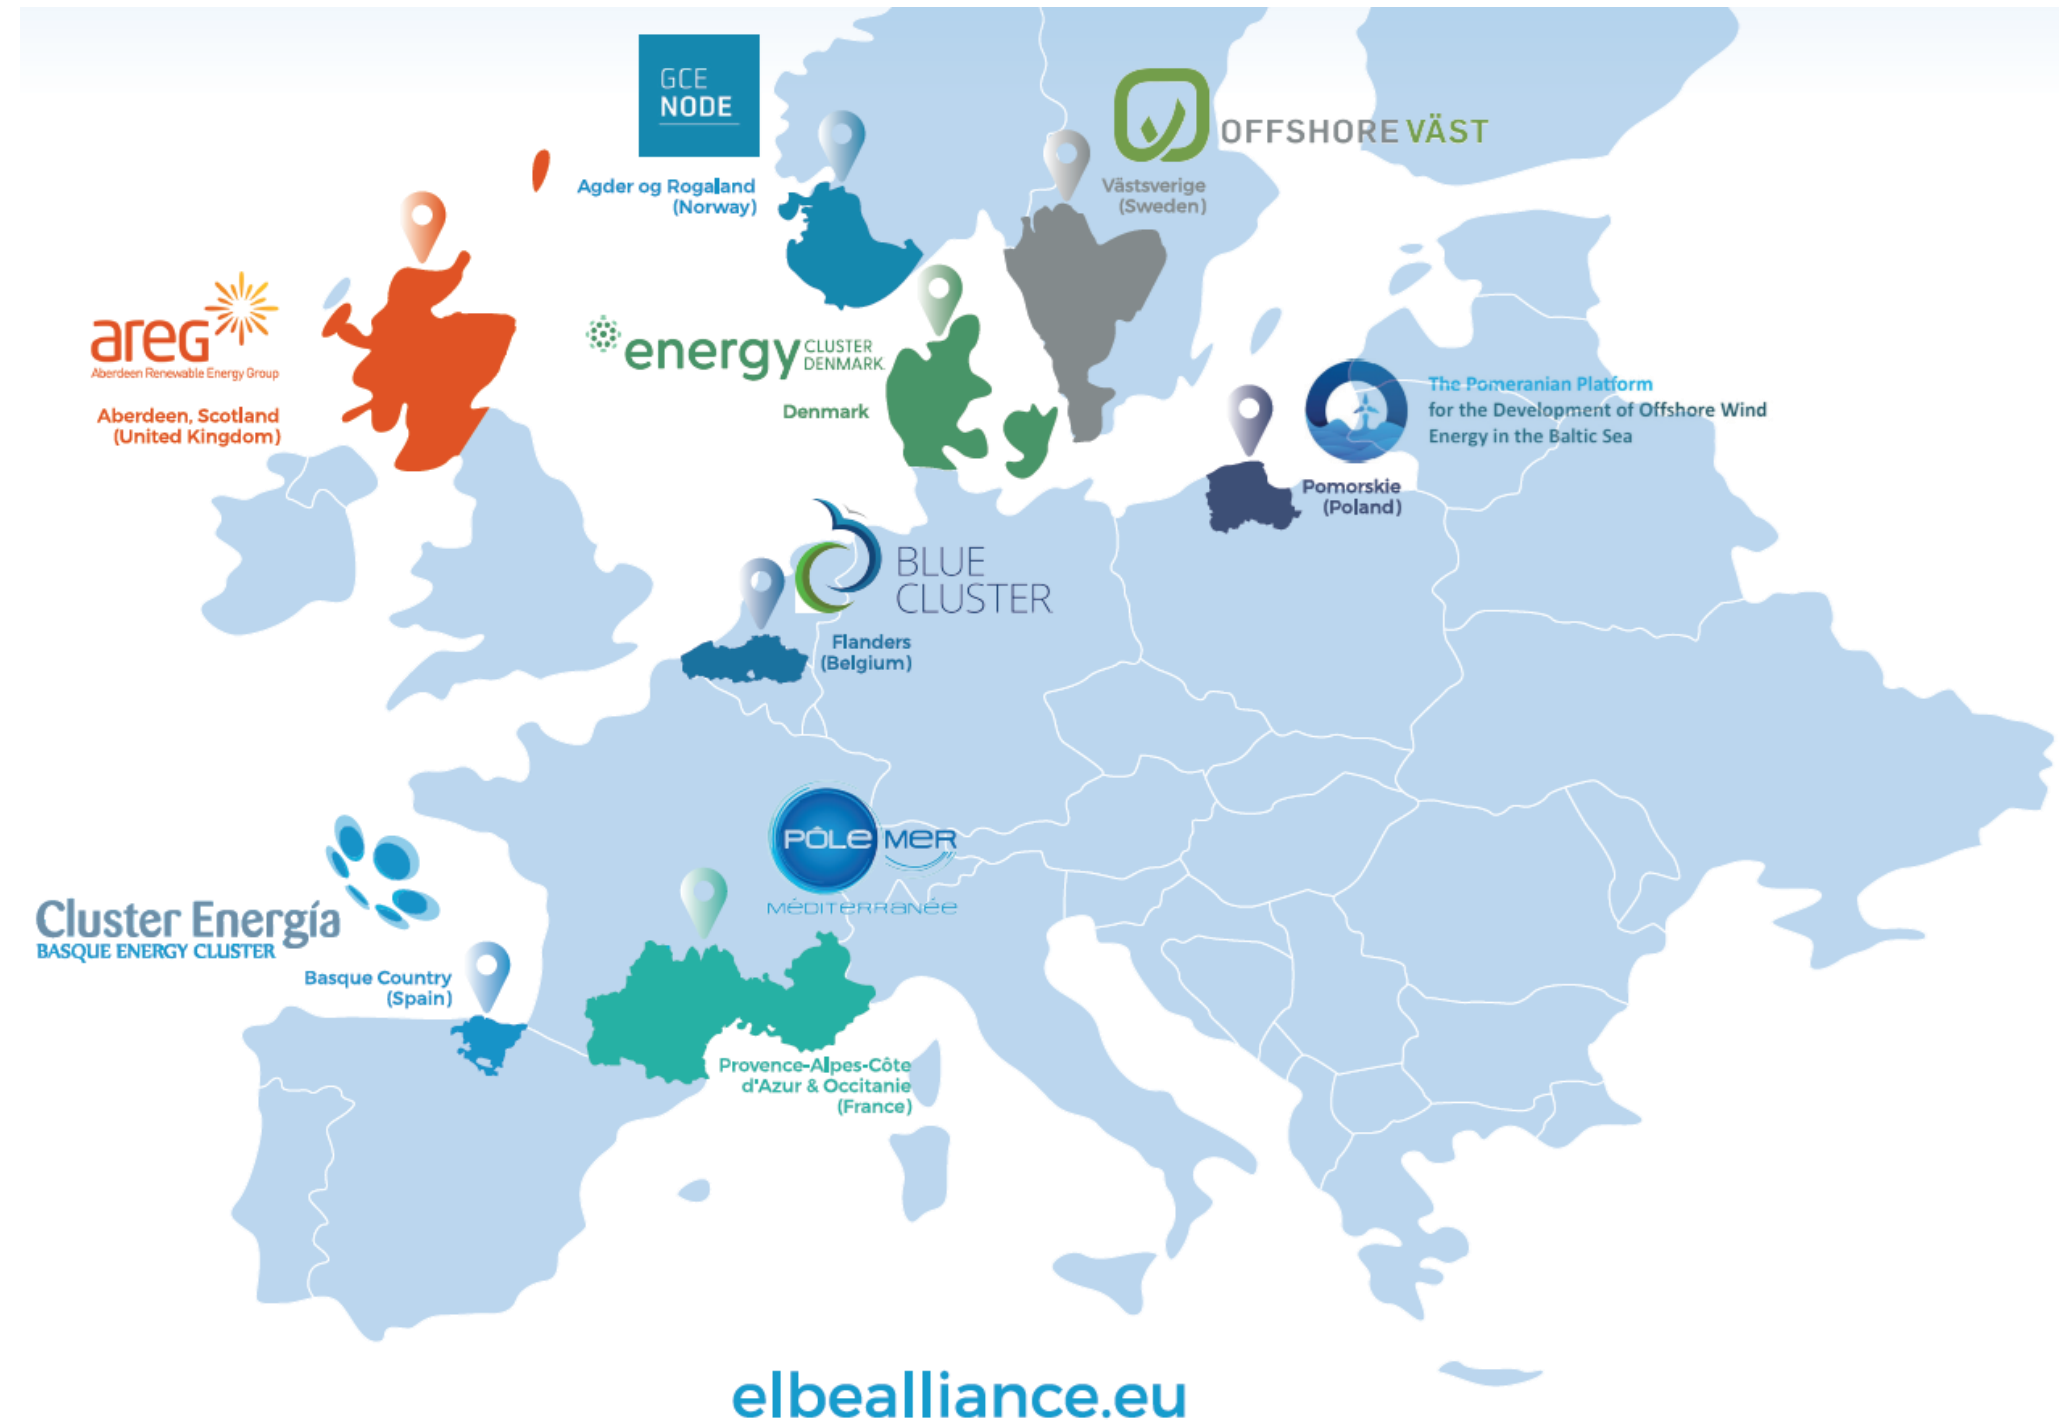 GCE
NODE
Agder og Rogaland
(Norway)
OFFSHORE VÄST
Västsverige
(Sweden)
areG
Aberdeen Renewable Energy Group
Aberdeen, Scotland
(United Kingdom)
energy CLUSTER
DENMARK
Denmark
The Pomeranian Platform
for the Development of Offshore Wind
Energy in the Baltic Sea
Pomorskie
(Poland)
BLUE
CLUSTER
Flanders
(Belgium)
PÔLE MER
MÉDITERRANÉE
Cluster Energía
BASQUE ENERGY CLUSTER
Basque Country
(Spain)
Provence-Alpes-Côte
d'Azur & Occitanie
(France)
elbealliance.eu